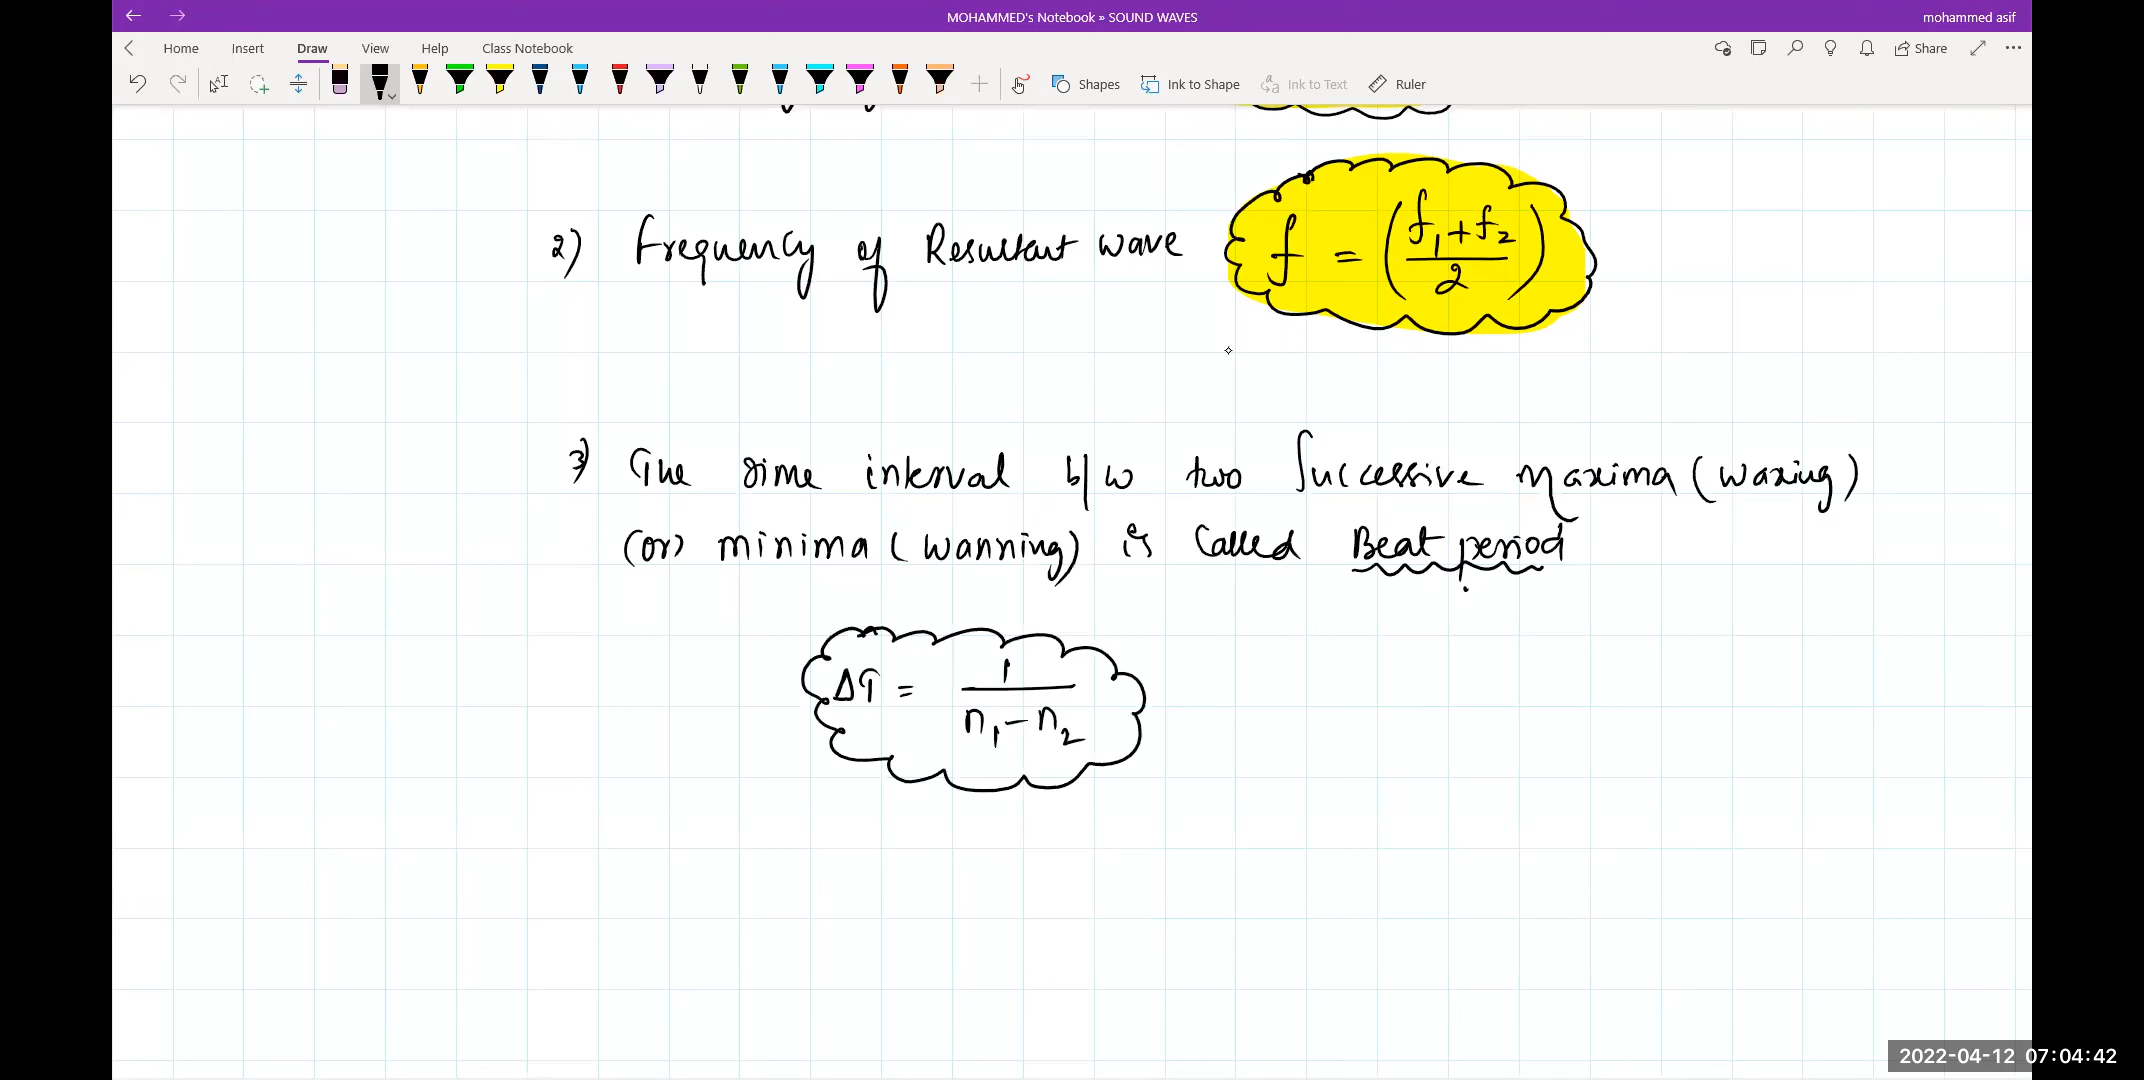 MOHAMMED's Notebook » SOUND WAVES
mohammed asif
Home Insert Draw View Help Class Notebook
Share
Shapes Ink to Shape Ink to Text Ruler
2) Frequency of Resultant wave f = (f₁+f₂/2)
3) The time interval b/w two Successive maxima (waxing)
(or) minima (wanning) is called Beat period
ΔT = 1/n₁-n₂
2022-04-12 07:04:42